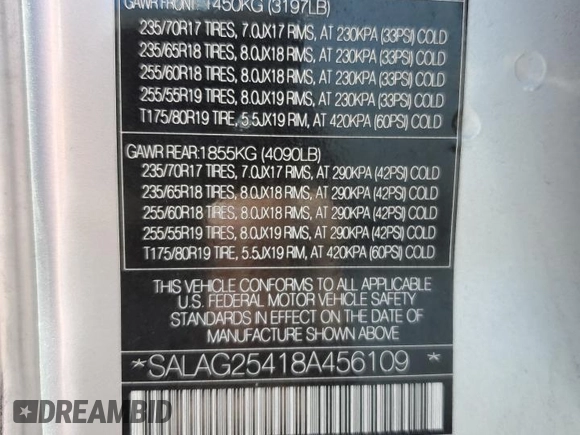 GAWR FRONT: 1450KG (3197LB)
235/70R17 TIRES, 7.0JX17 RIMS, AT 230KPA (33PSI) COLD
235/65R18 TIRES, 8.0JX18 RIMS, AT 230KPA (33PSI) COLD
255/60R18 TIRES, 8.0JX18 RIMS, AT 230KPA (33PSI) COLD
255/55R19 TIRES, 8.0JX19 RIMS, AT 230KPA (33PSI) COLD
T175/80R19 TIRE, 5.5JX19 RIM, AT 420KPA (60PSI) COLD
GAWR REAR:1855KG (4090LB)
235/70R17 TIRES, 7.0JX17 RIMS, AT 290KPA (42PSI) COLD
235/65R18 TIRES, 8.0JX18 RIMS, AT 290KPA (42PSI) COLD
255/60R18 TIRES, 8.0JX18 RIMS, AT 290KPA (42PSI) COLD
255/55R19 TIRES, 8.0JX19 RIMS, AT 290KPA (42PSI) COLD
T175/80R19 TIRE, 5.5JX19 RIM, AT 420KPA (60PSI) COLD
THIS VEHICLE CONFORMS TO ALL APPLICABLE
U.S. FEDERAL MOTOR VEHICLE SAFETY
STANDARDS IN EFFECT ON THE DATE OF
MANUFACTURE SHOWN ABOVE
*SALAG25418A456109 *
DREAMBID